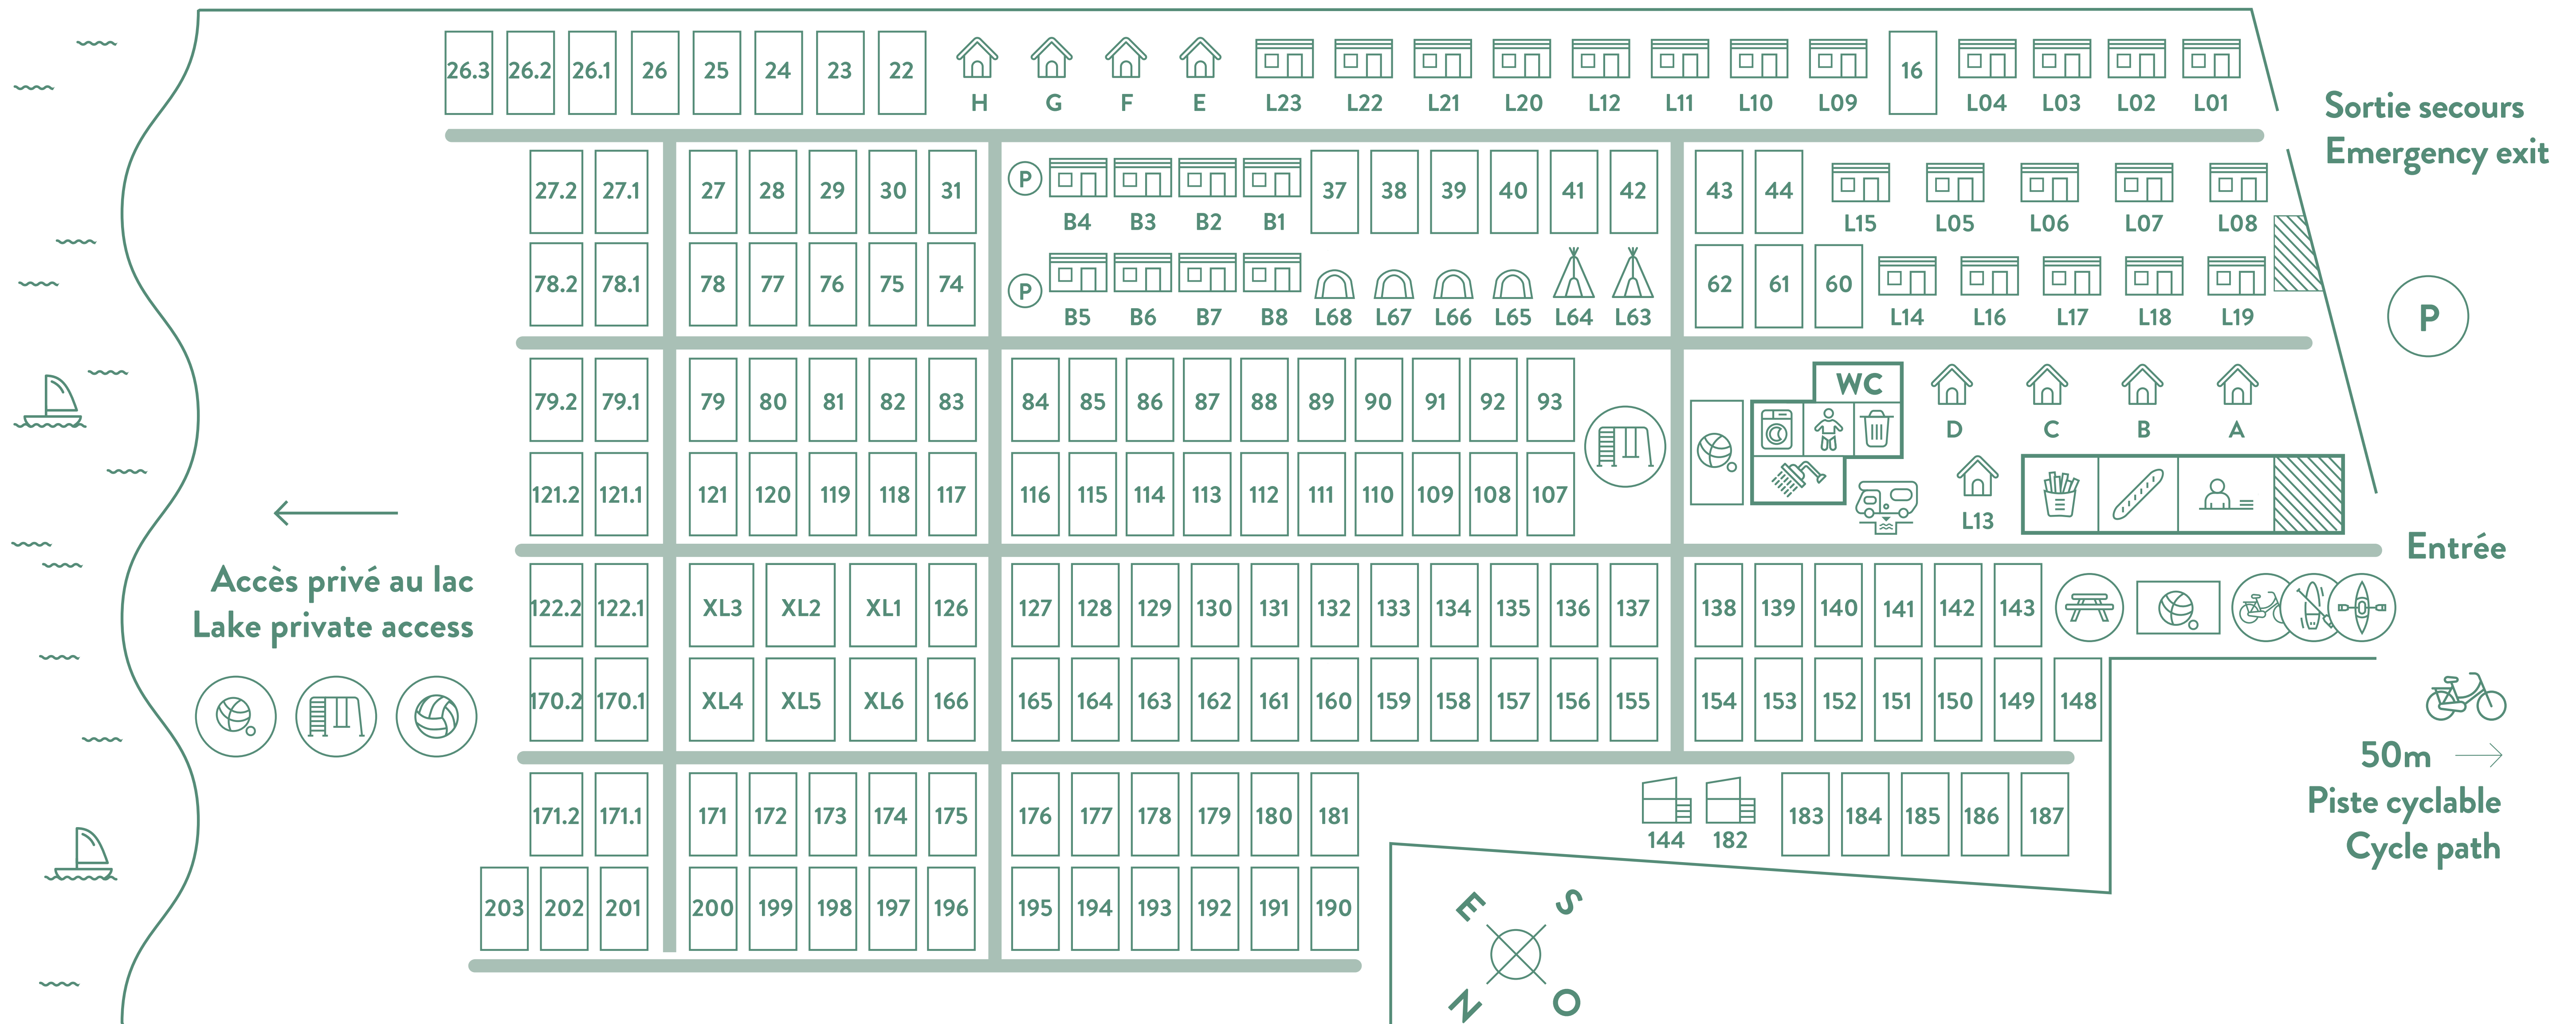 26.3 26.2 26.1 26 25 24 23 22 H G F E L23 L22 L21 L20 L12 L11 L10 L09 16 L04 L03 L02 L01
Sortie secours
Emergency exit
27.2 27.1 27 28 29 30 31 P B4 B3 B2 B1 37 38 39 40 41 42 43 44 L15 L05 L06 L07 L08
78.2 78.1 78 77 76 75 74 P B5 B6 B7 B8 L68 L67 L66 L65 L64 L63 62 61 60 L14 L16 L17 L18 L19
P
79.2 79.1 79 80 81 82 83 84 85 86 87 88 89 90 91 92 93 WC D C B A
121.2 121.1 121 120 119 118 117 116 115 114 113 112 111 110 109 108 107 L13
Entrée
Accès privé au lac
Lake private access
122.2 122.1 XL3 XL2 XL1 126 127 128 129 130 131 132 133 134 135 136 137 138 139 140 141 142 143
170.2 170.1 XL4 XL5 XL6 166 165 164 163 162 161 160 159 158 157 156 155 154 153 152 151 150 149 148
50m
Piste cyclable
Cycle path
171.2 171.1 171 172 173 174 175 176 177 178 179 180 181 144 182 183 184 185 186 187
203 202 201 200 199 198 197 196 195 194 193 192 191 190
E S
N O